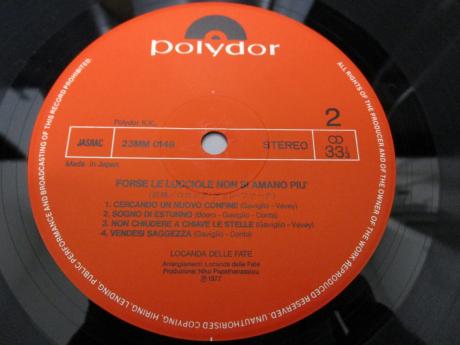 polydor
Polydor K.K.
2
JASRAC 23MM 0149 STEREO 33⅓
Made in Japan
FORSE LE LUCCIOLE NON SI AMANO PIU'
1. CERCANDO UN NUOVO CONFINE (Gaviglio - Vevey)
2. SOGNO DI ESTUNNO (Boero - Gaviglio - Conta)
3. NON CHIUDERE A CHIAVE LE STELLE (Gaviglio - Vevey)
4. VENDESI SAGGEZZA (Gaviglio - Conta)
LOCANDA DELLE FATE
Arrangiamenti: Locanda delle Fate
Produzione: Niko Papathanassiou
℗1977
ALL RIGHTS OF THE PRODUCER AND OF THE OWNER OF THE WORK REPRODUCED RESERVED. UNAUTHORISED COPYING, HIRING, LENDING, PUBLIC PERFORMANCE AND BROADCASTING OF THIS RECORD PROHIBITED.